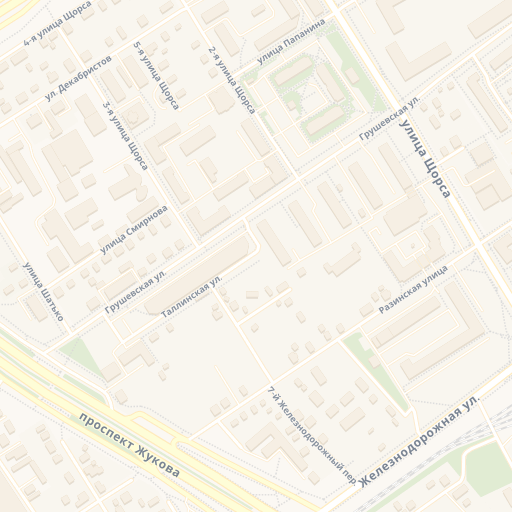 4-я улица Щорса
ул. Декабристов
5-я улица Щорса
2-я улица Щорса
улица Папанина
3-я улица Щорса
Грушевская ул.
улица Щорса
улица Смирнова
улица Шатько
Грушевская ул.
Таллинская ул.
Разинская улица
7-й Железнодорожный пер.
Железнодорожная ул.
проспект Жукова